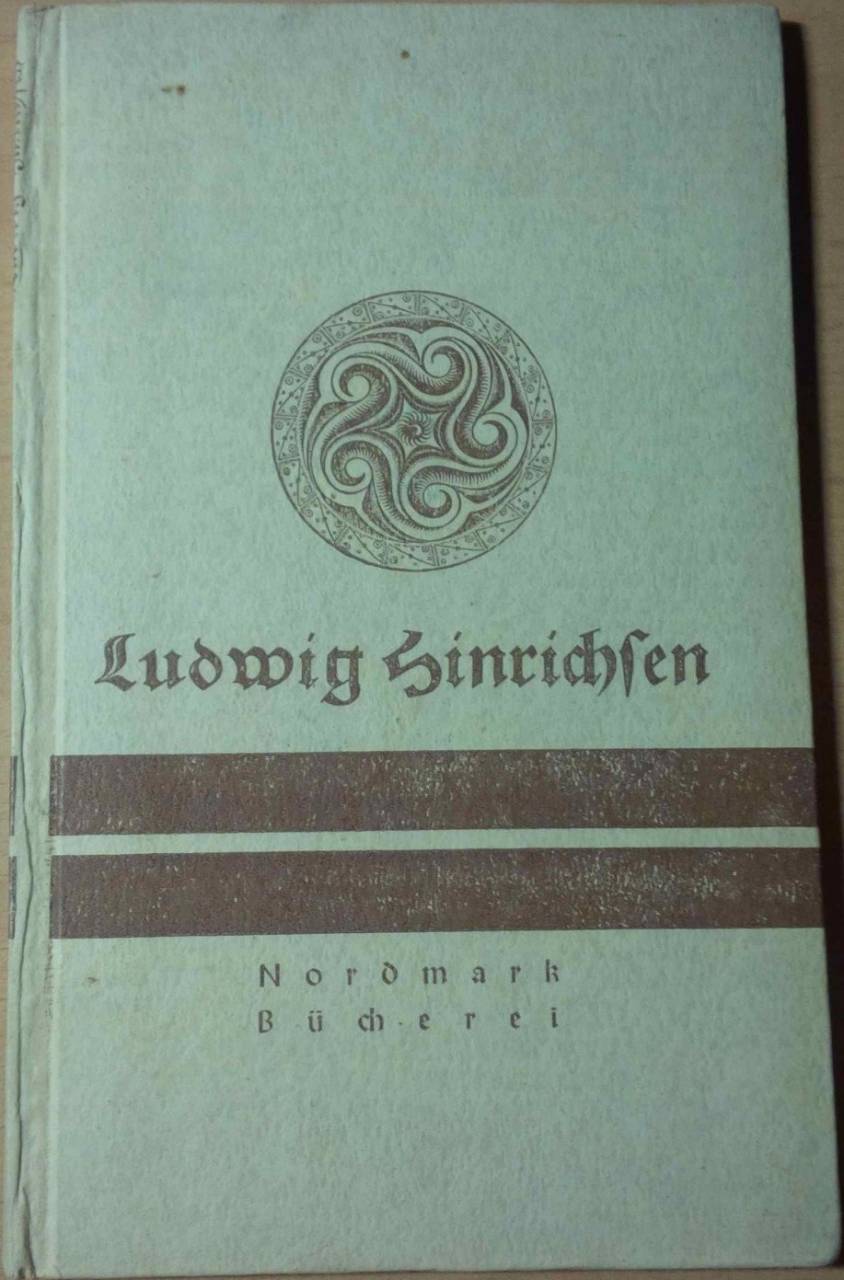 Ludwig Hinrichſen
Nordmark
Bücherei